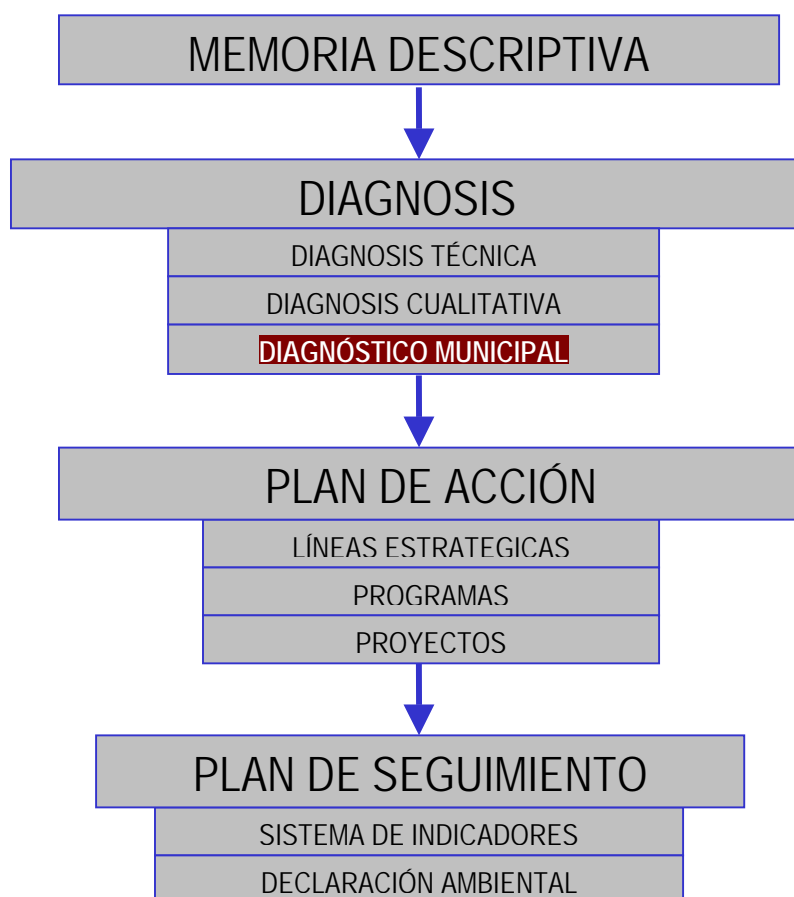 MEMORIA DESCRIPTIVA
DIAGNOSIS
DIAGNOSIS TÉCNICA
DIAGNOSIS CUALITATIVA
DIAGNÓSTICO MUNICIPAL
PLAN DE ACCIÓN
LÍNEAS ESTRATEGICAS
PROGRAMAS
PROYECTOS
PLAN DE SEGUIMIENTO
SISTEMA DE INDICADORES
DECLARACIÓN AMBIENTAL